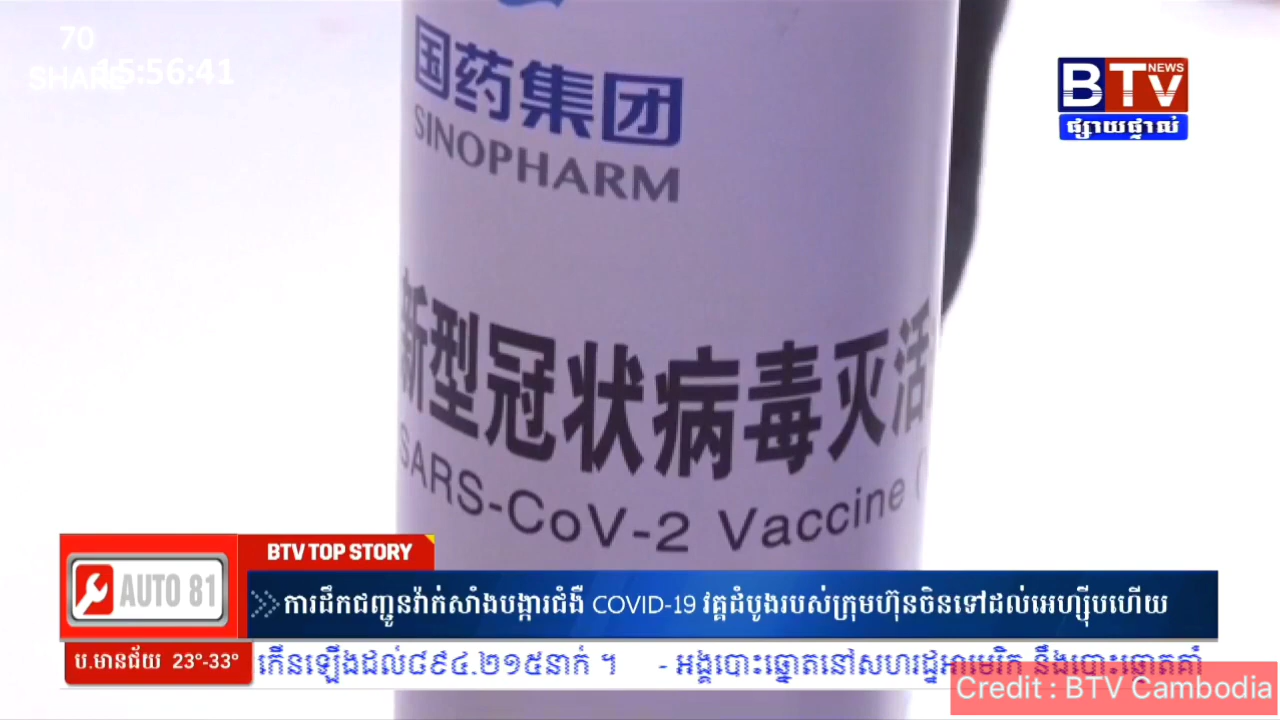 70
SHARE
15:56:41
BTV NEWS
ផ្សាយផ្ទាល់
国药集团
SINOPHARM
新型冠状病毒灭活
SARS-CoV-2 Vaccine (
BTV TOP STORY
AUTO 81
ការដឹកជញ្ជូនវ៉ាក់សាំងបង្ការជំងឺ COVID-19 វគ្គដំបូងរបស់ក្រុមហ៊ុនចិនទៅដល់អេហ្ស៊ីបហើយ
ប.មានជ័យ 23°-33°
កើនឡើងដល់៨៩៤.២១៥នាក់ ។ - អង្គបោះឆ្នោតនៅសហរដ្ឋអាមេរិក នឹងបោះឆ្នោតគាំ
Credit : BTV Cambodia